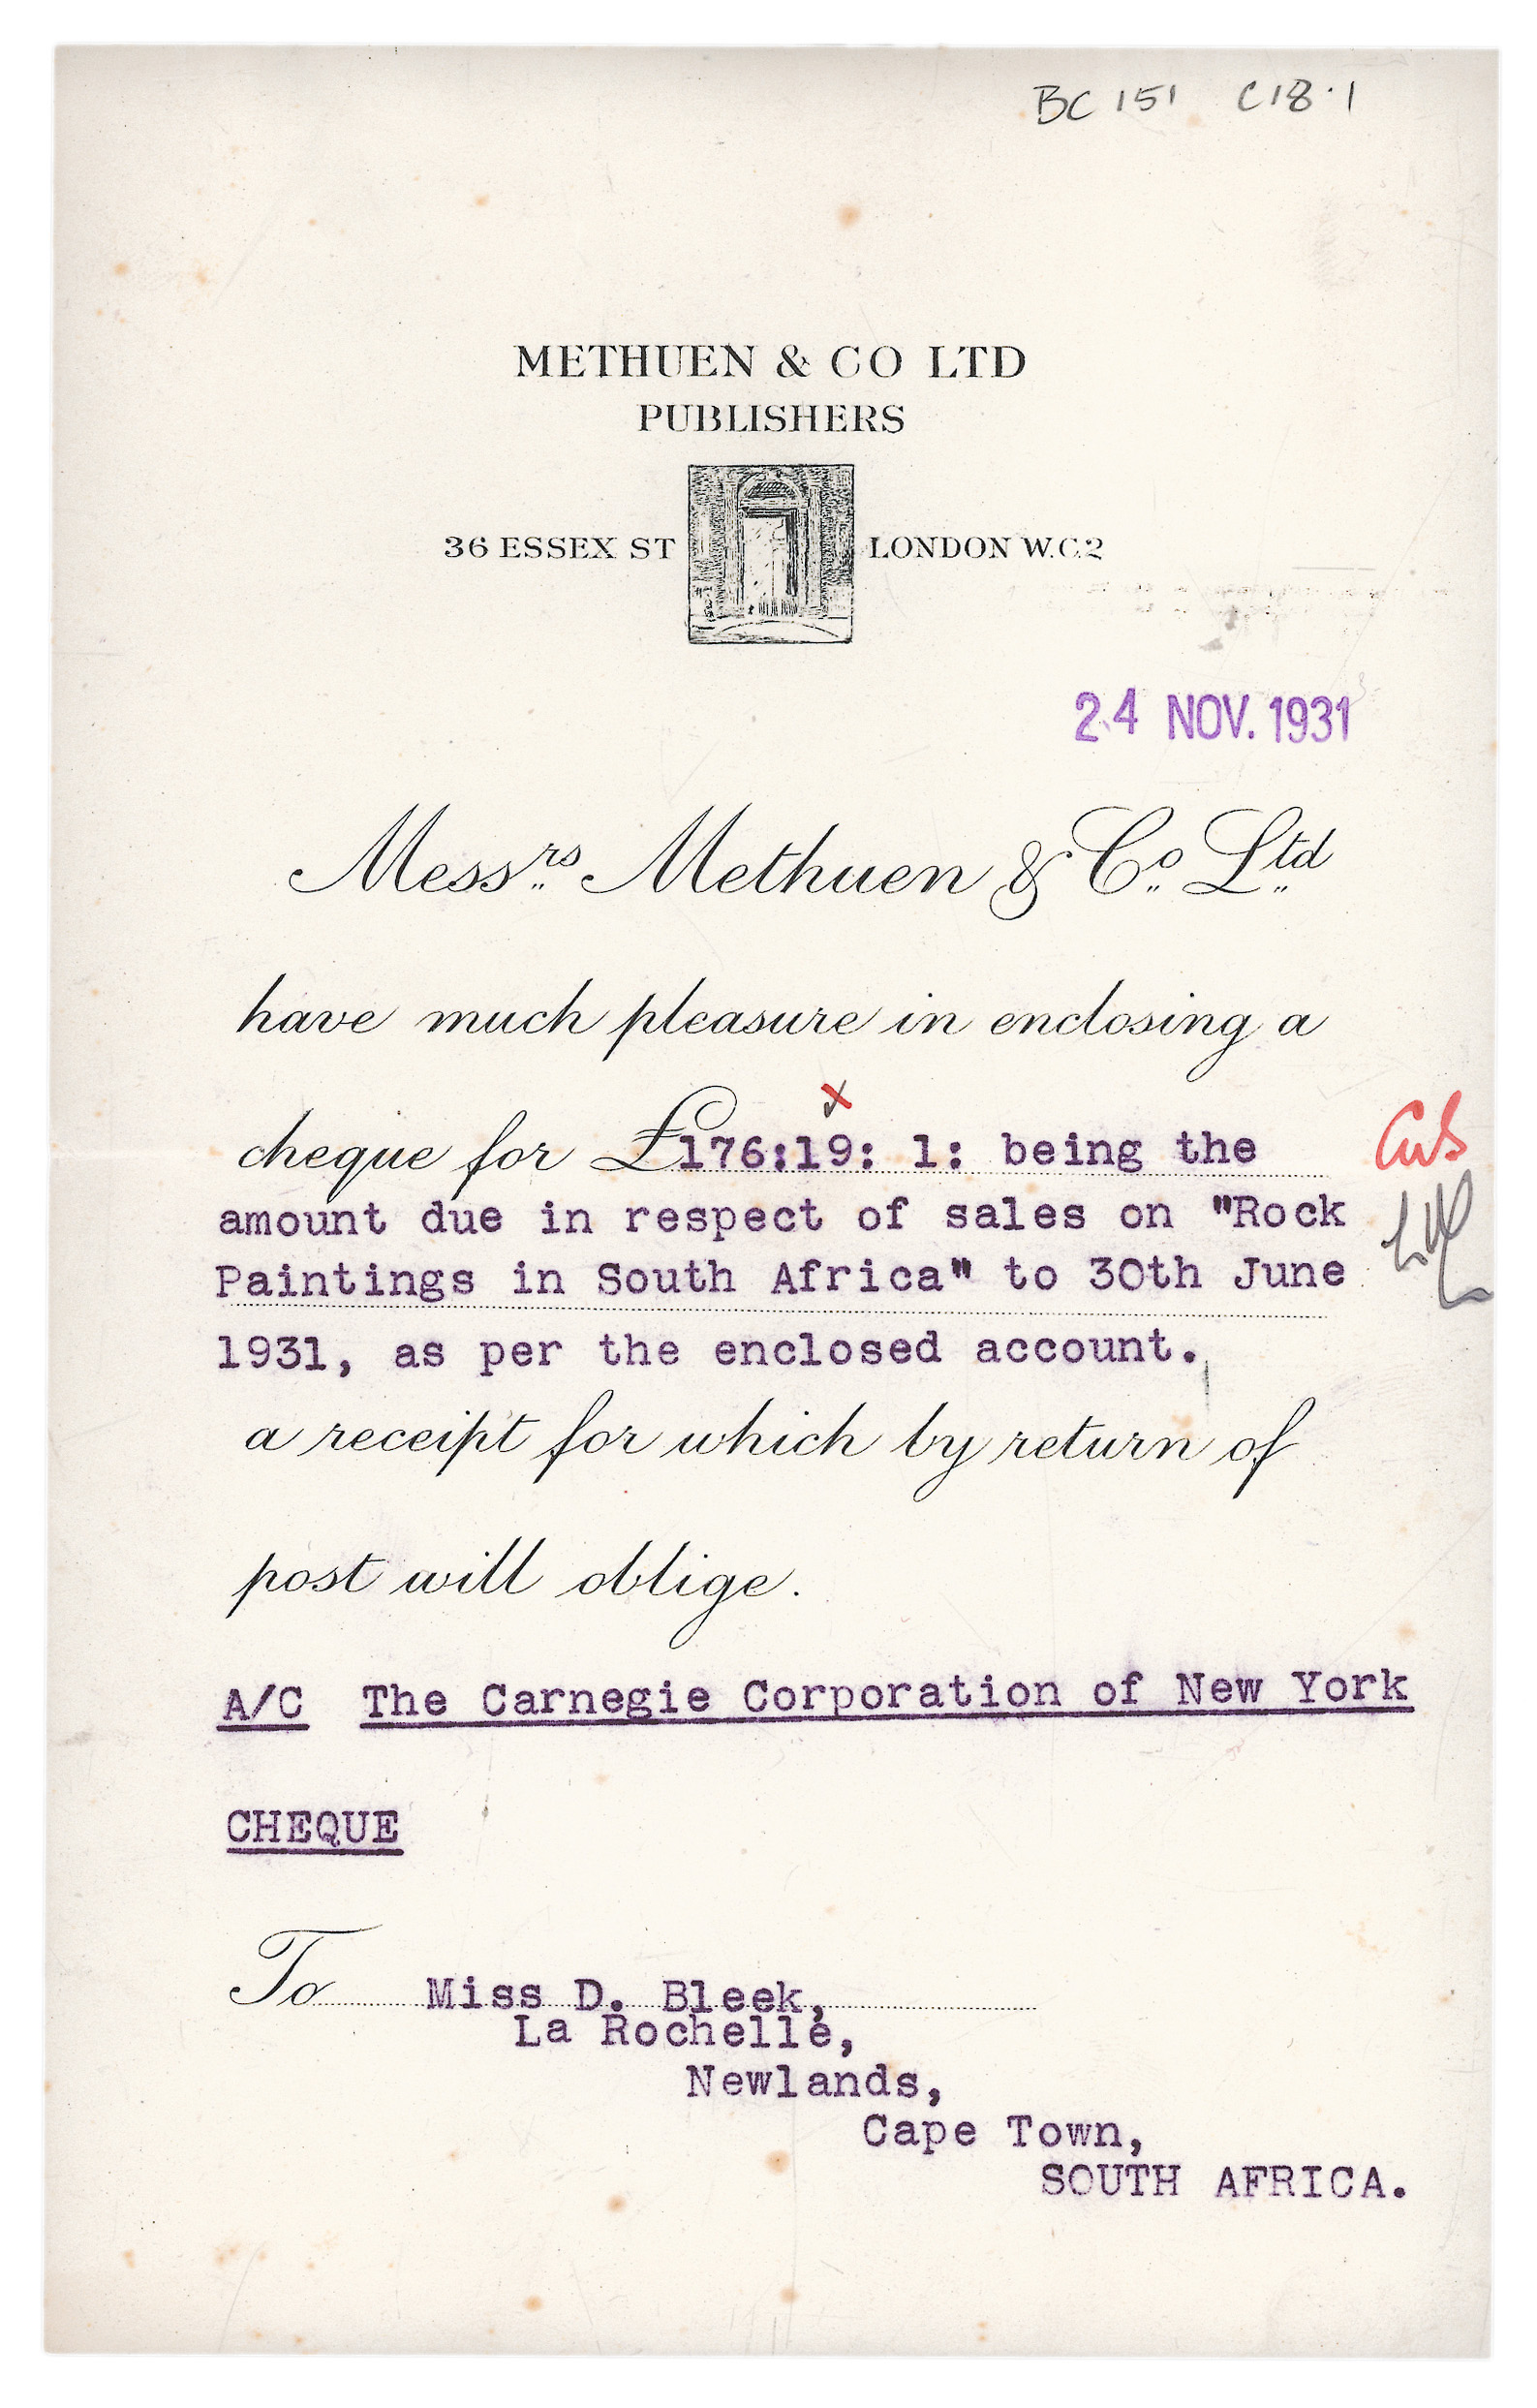 BC 151 C18.1
METHUEN & CO LTD
PUBLISHERS
36 ESSEX ST LONDON W.C.2
24 NOV. 1931
Messrs Methuen & Co Ltd
have much pleasure in enclosing a
cheque for £176:19: 1: being the
amount due in respect of sales on "Rock
Paintings in South Africa" to 30th June
1931, as per the enclosed account.
a receipt for which by return of
post will oblige.
A/C The Carnegie Corporation of New York
CHEQUE
To Miss D. Bleek,
La Rochelle,
Newlands,
Cape Town,
SOUTH AFRICA.